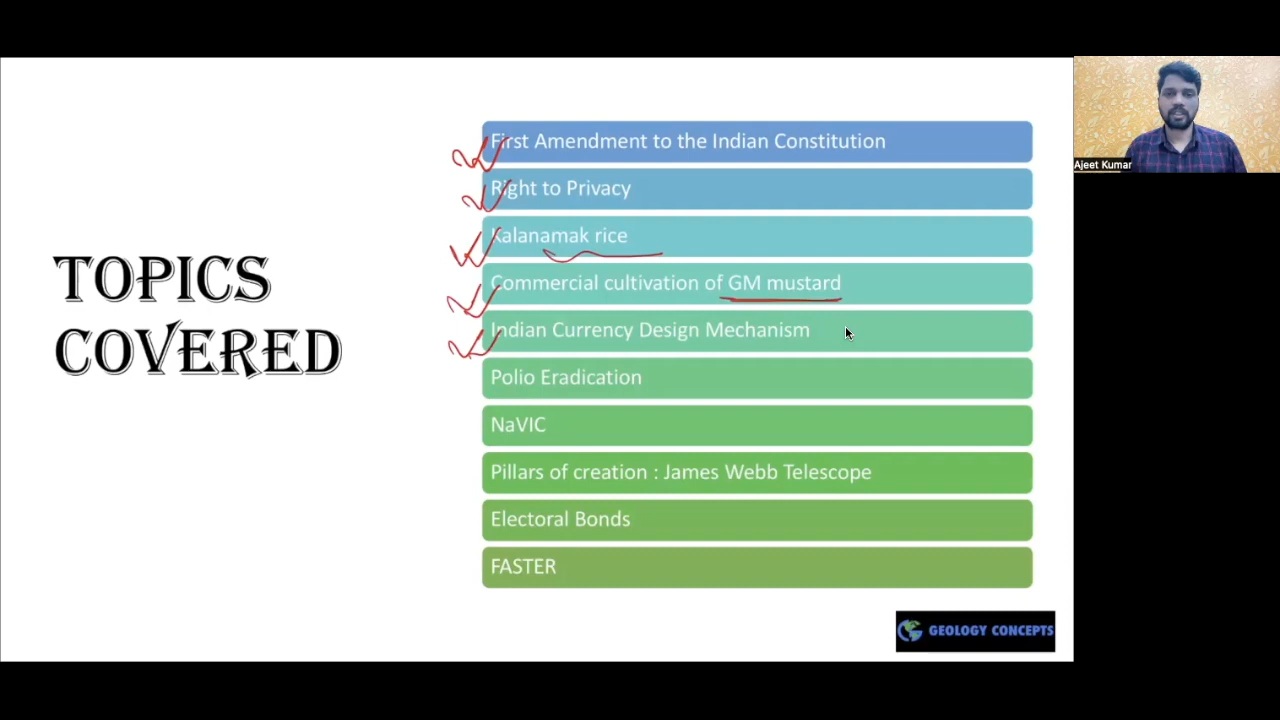 TOPICS
COVERED
First Amendment to the Indian Constitution
Right to Privacy
Kalanamak rice
Commercial cultivation of GM mustard
Indian Currency Design Mechanism
Polio Eradication
NaVIC
Pillars of creation : James Webb Telescope
Electoral Bonds
FASTER
GEOLOGY CONCEPTS
Ajeet Kumar